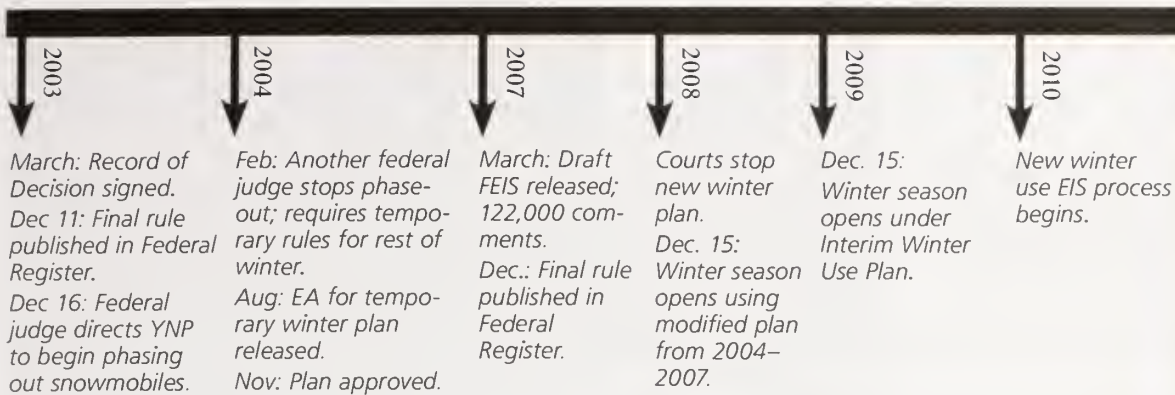 2003
March: Record of
Decision signed.
Dec 11: Final rule
published in Federal
Register.
Dec 16: Federal
judge directs YNP
to begin phasing
out snowmobiles.
2004
Feb: Another federal
judge stops phase-
out; requires tempo-
rary rules for rest of
winter.
Aug: EA for tempo-
rary winter plan
released.
Nov: Plan approved.
2007
March: Draft
FEIS released;
122,000 com-
ments.
Dec.: Final rule
published in
Federal
Register.
2008
Courts stop
new winter
plan.
Dec. 15:
Winter season
opens using
modified plan
from 2004–
2007.
2009
Dec. 15:
Winter season
opens under
Interim Winter
Use Plan.
2010
New winter
use EIS process
begins.